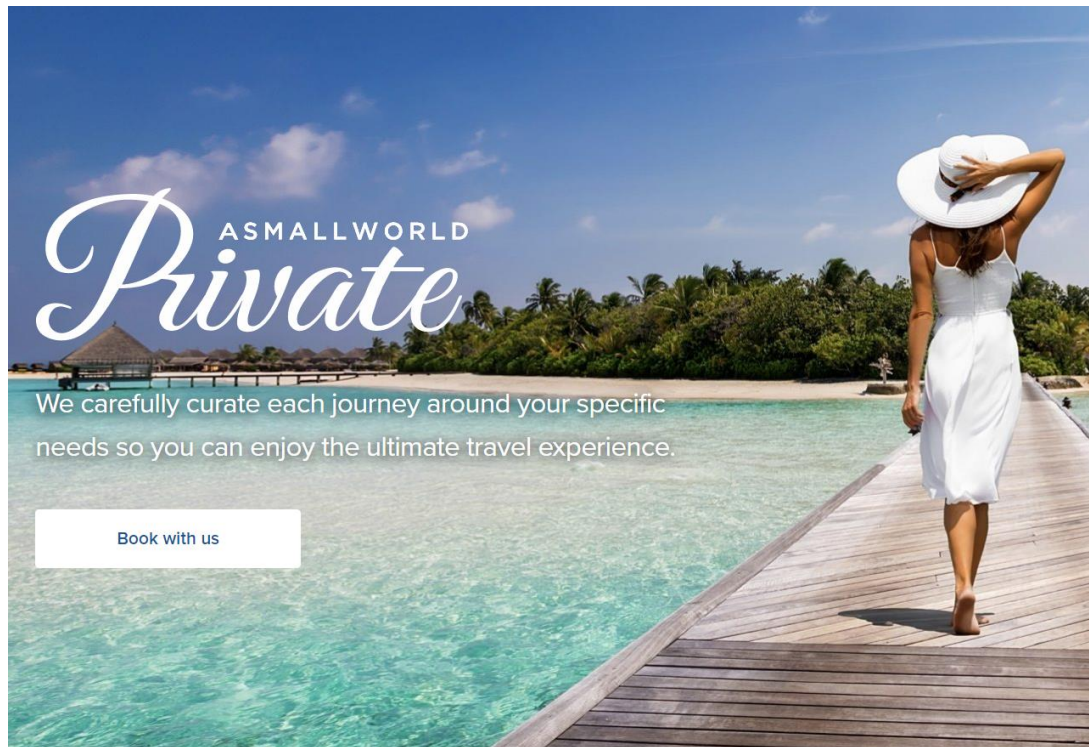 ASMALLWORLD
Private
We carefully curate each journey around your specific
needs so you can enjoy the ultimate travel experience.
Book with us